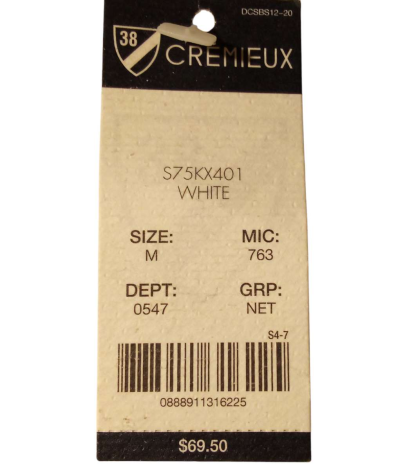 DCSBS12-20
38 CREMIEUX
S75KX401
WHITE
SIZE: MIC:
M 763
DEPT: GRP:
0547 NET
S4-7
0888911316225
$69.50